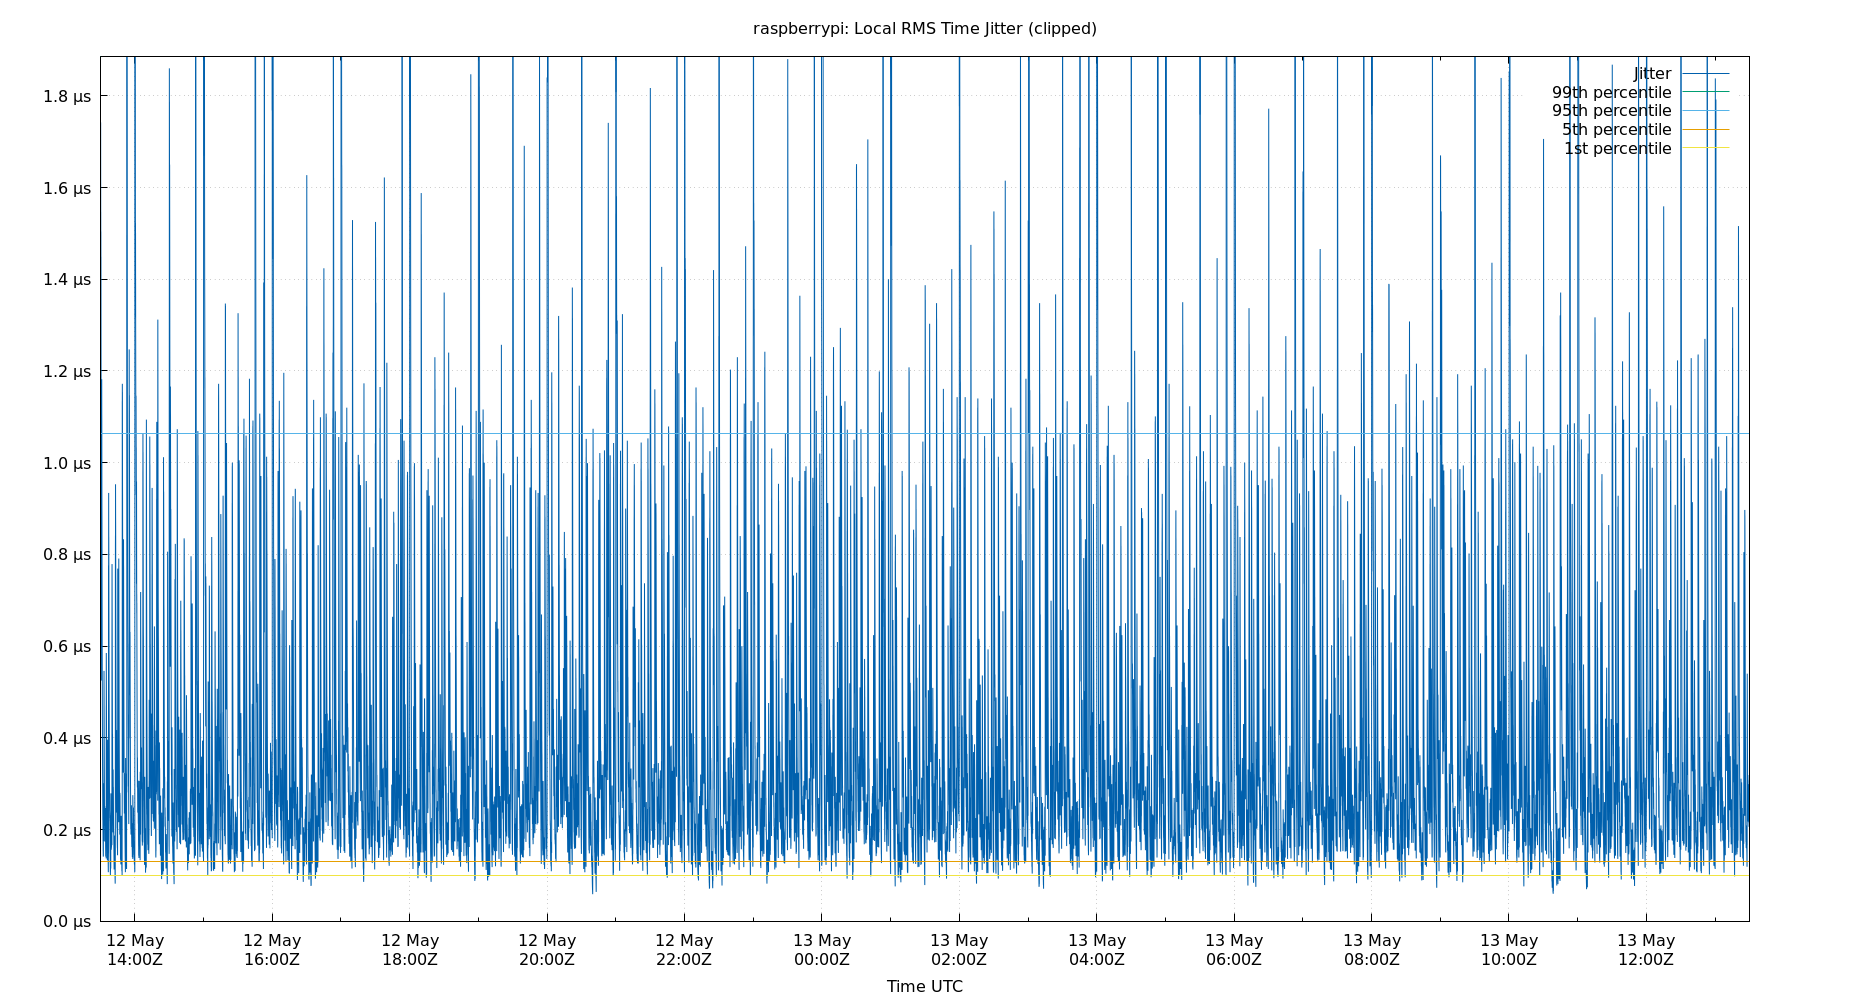 raspberrypi: Local RMS Time Jitter (clipped)
Jitter
99th percentile
95th percentile
5th percentile
1st percentile
1.8 µs
1.6 µs
1.4 µs
1.2 µs
1.0 µs
0.8 µs
0.6 µs
0.4 µs
0.2 µs
0.0 µs
12 May 12 May 12 May 12 May 12 May 13 May 13 May 13 May 13 May 13 May 13 May 13 May
14:00Z 16:00Z 18:00Z 20:00Z 22:00Z 00:00Z 02:00Z 04:00Z 06:00Z 08:00Z 10:00Z 12:00Z
Time UTC